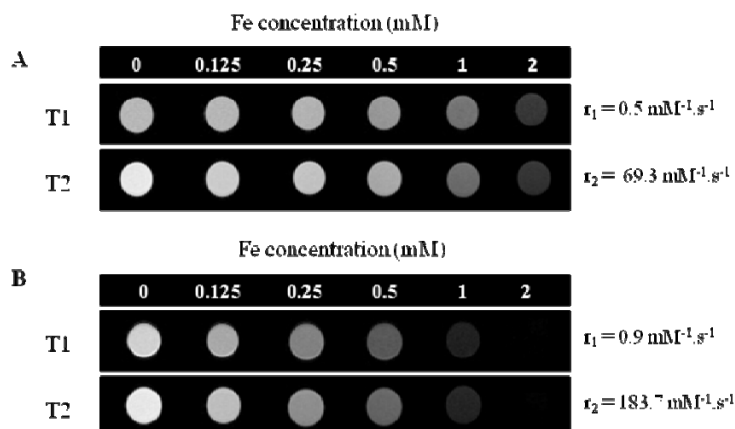 Fe concentration (mM)
A
0 0.125 0.25 0.5 1 2
T1
r₁ = 0.5 mM⁻¹.s⁻¹
T2
r₂ = 69.3 mM⁻¹.s⁻¹
Fe concentration (mM)
B
0 0.125 0.25 0.5 1 2
T1
r₁ = 0.9 mM⁻¹.s⁻¹
T2
r₂ = 183.7 mM⁻¹.s⁻¹